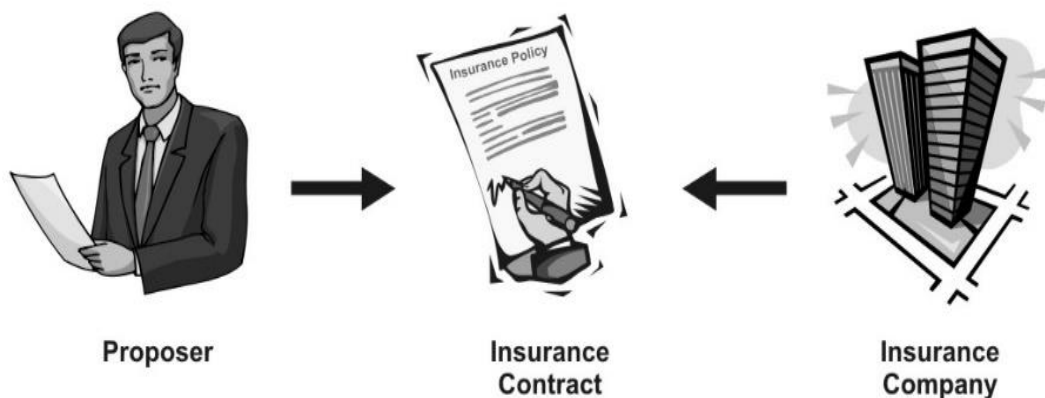 Insurance Policy
Proposer
Insurance
Contract
Insurance
Company